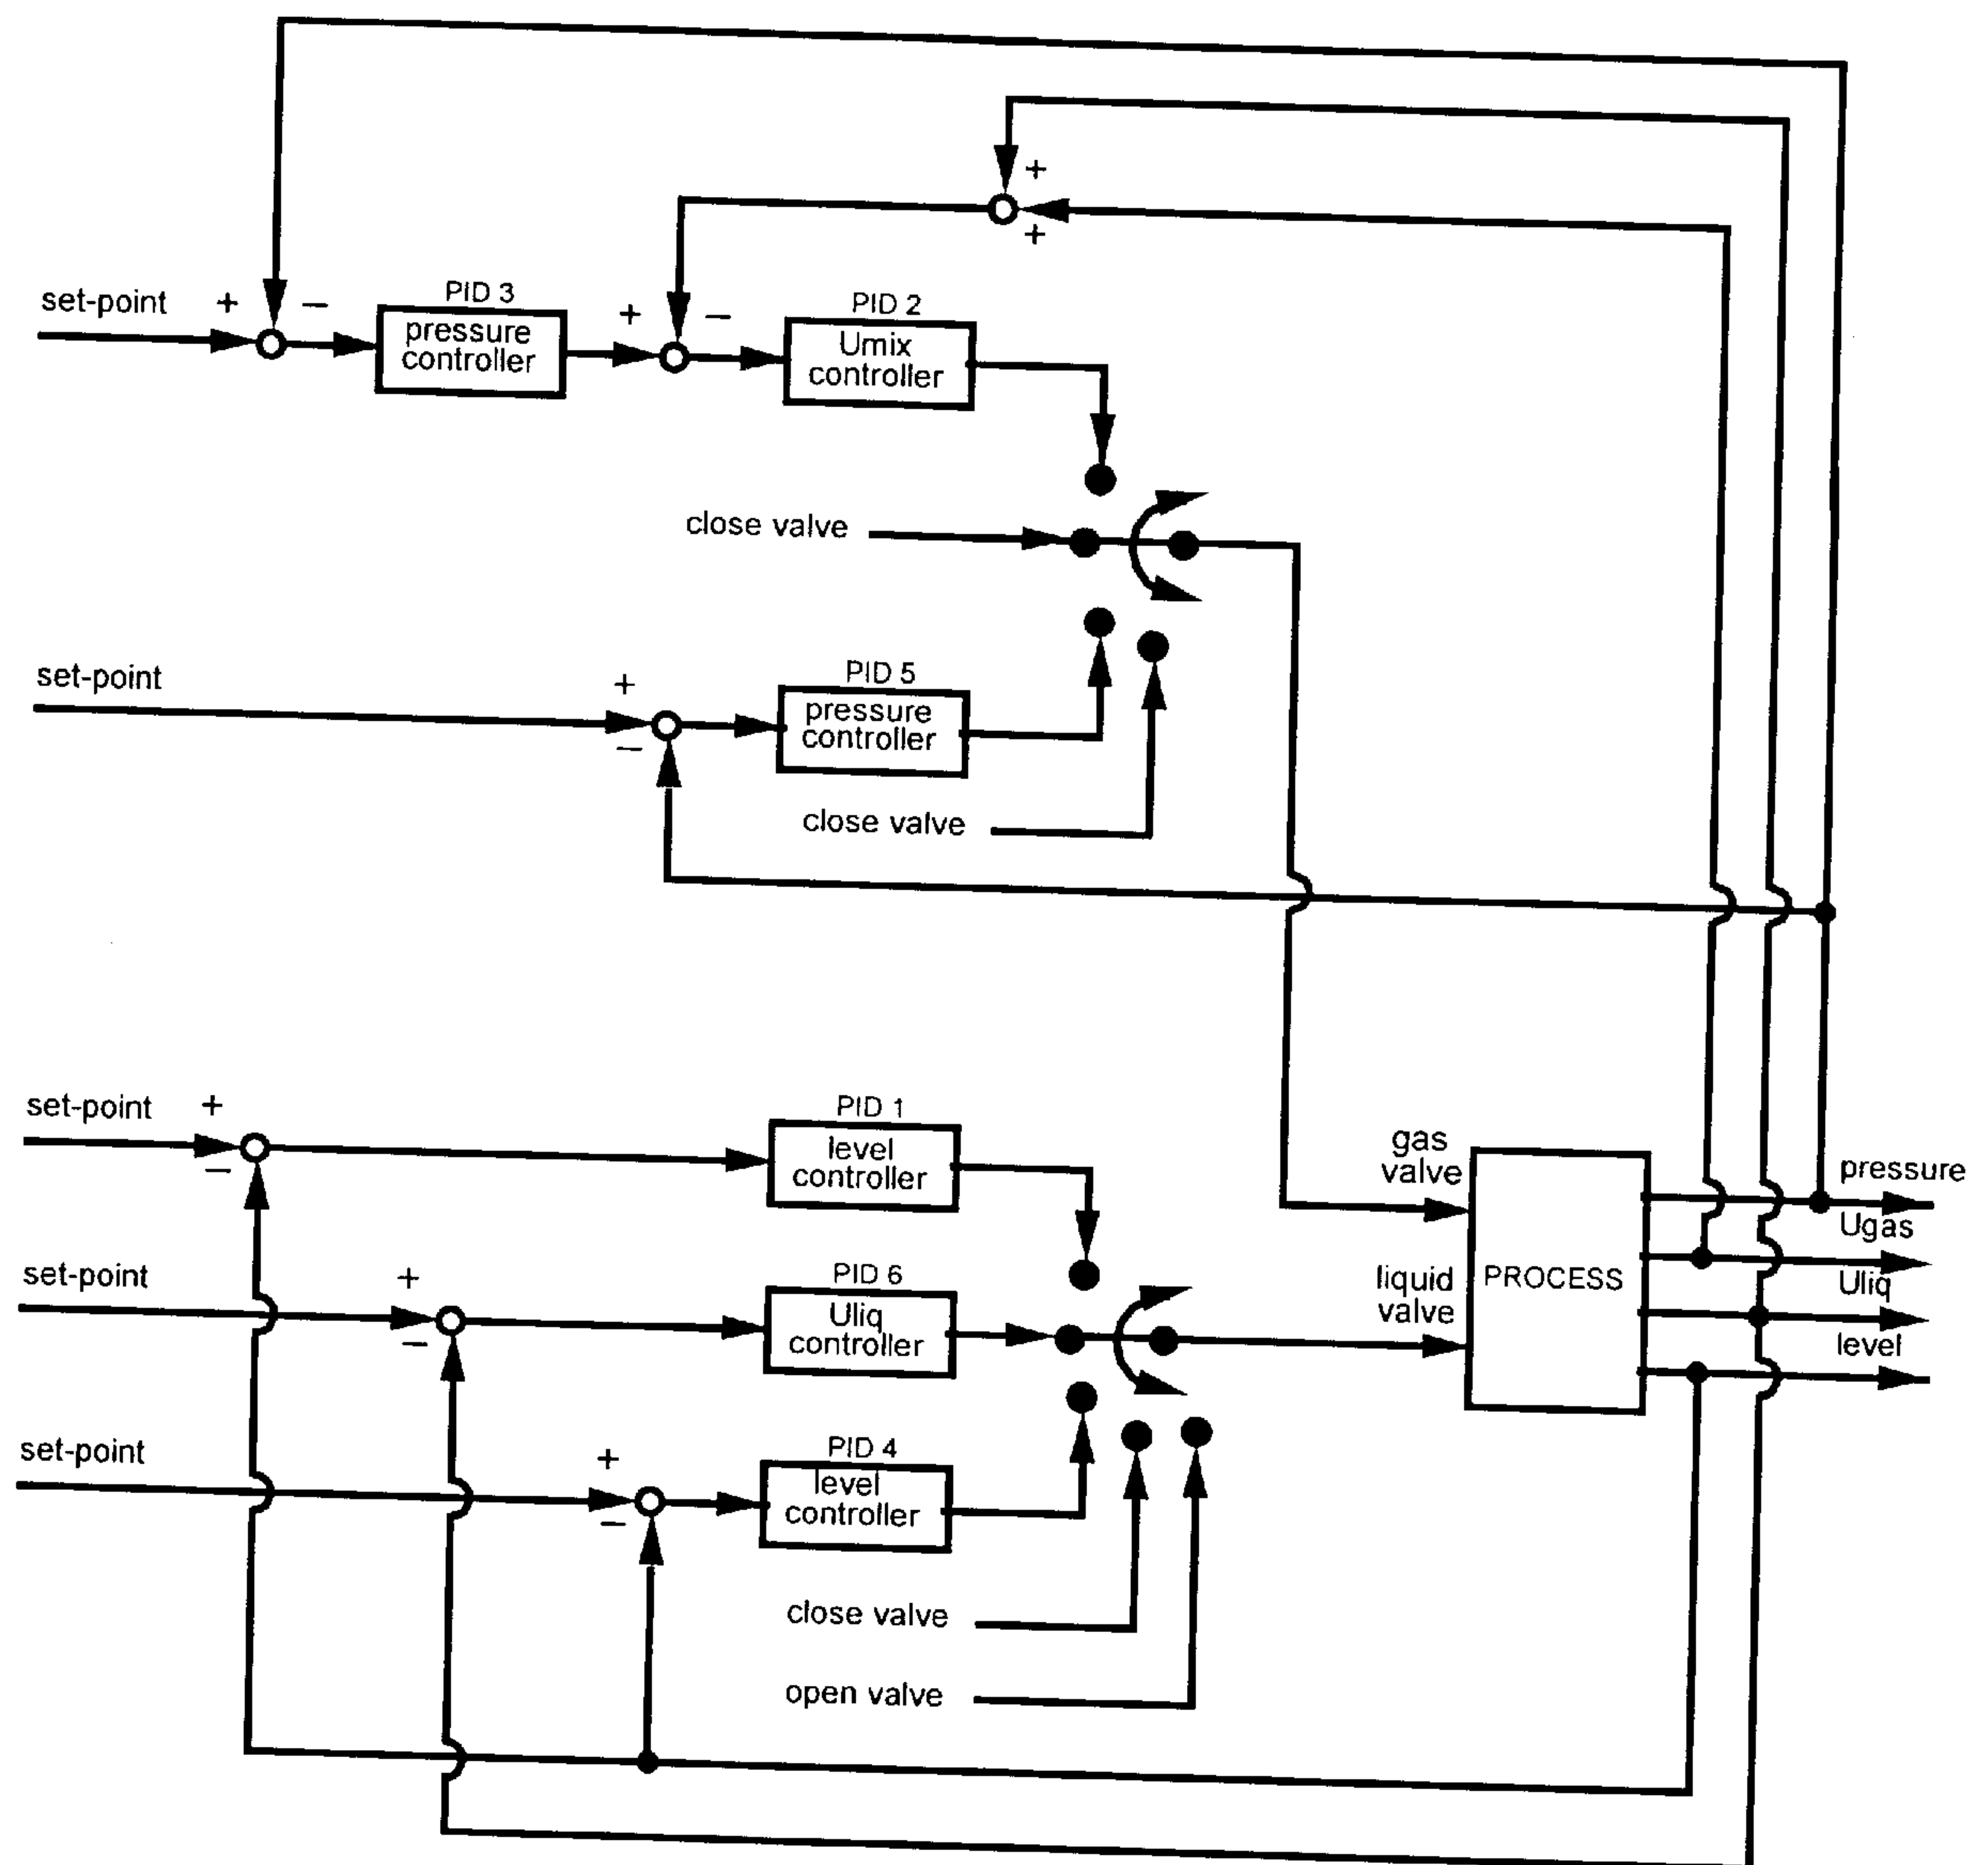 +
+
set-point + −
PID 3
pressure
controller
+ −
PID 2
Umix
controller
close valve
set-point
+
−
PID 5
pressure
controller
close valve
set-point +
−
PID 1
level
controller
gas
valve
pressure
Ugas
Uliq
level
set-point
+
−
PID 6
Uliq
controller
liquid
valve
PROCESS
set-point
+
−
PID 4
level
controller
close valve
open valve